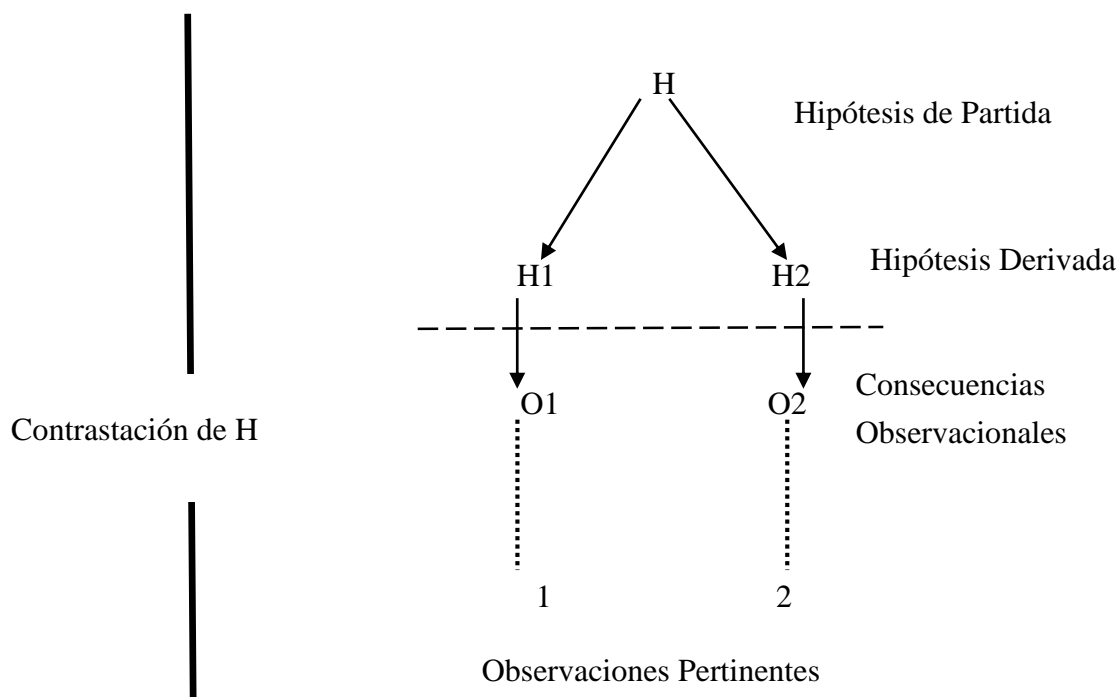 H
Hipótesis de Partida
H1
H2
Hipótesis Derivada
O1
O2
Consecuencias
Observacionales
Contrastación de H
1
2
Observaciones Pertinentes